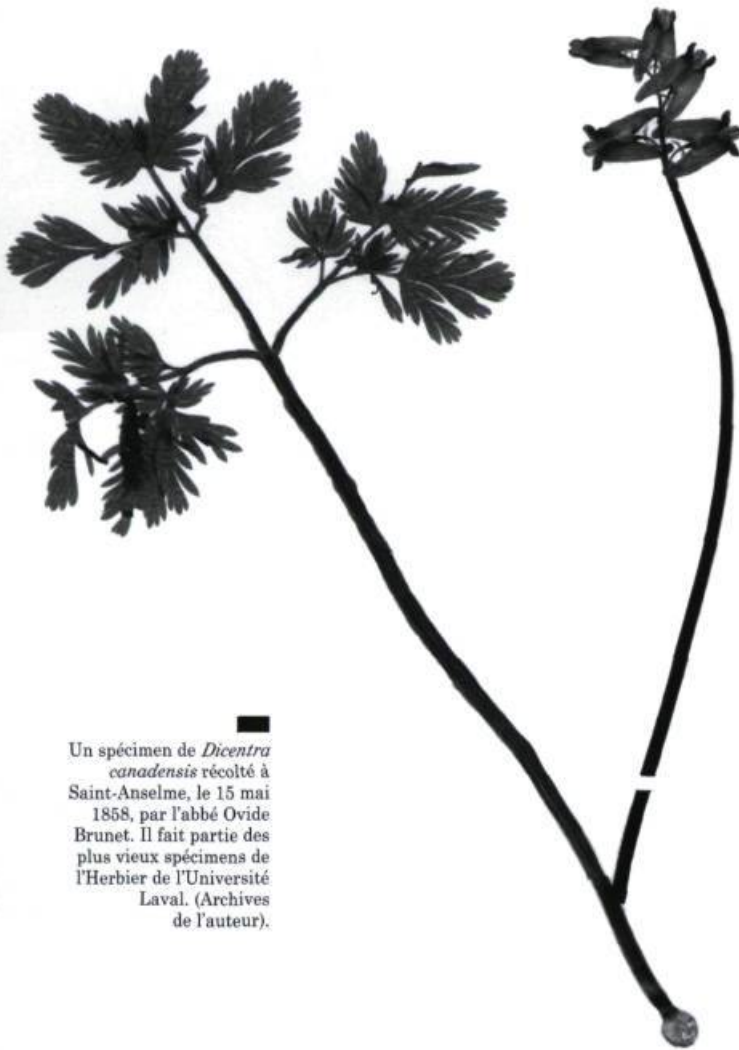 Un spécimen de Dicentra
canadensis récolté à
Saint-Anselme, le 15 mai
1858, par l'abbé Ovide
Brunet. Il fait partie des
plus vieux spécimens de
l'Herbier de l'Université
Laval. (Archives
de l'auteur).